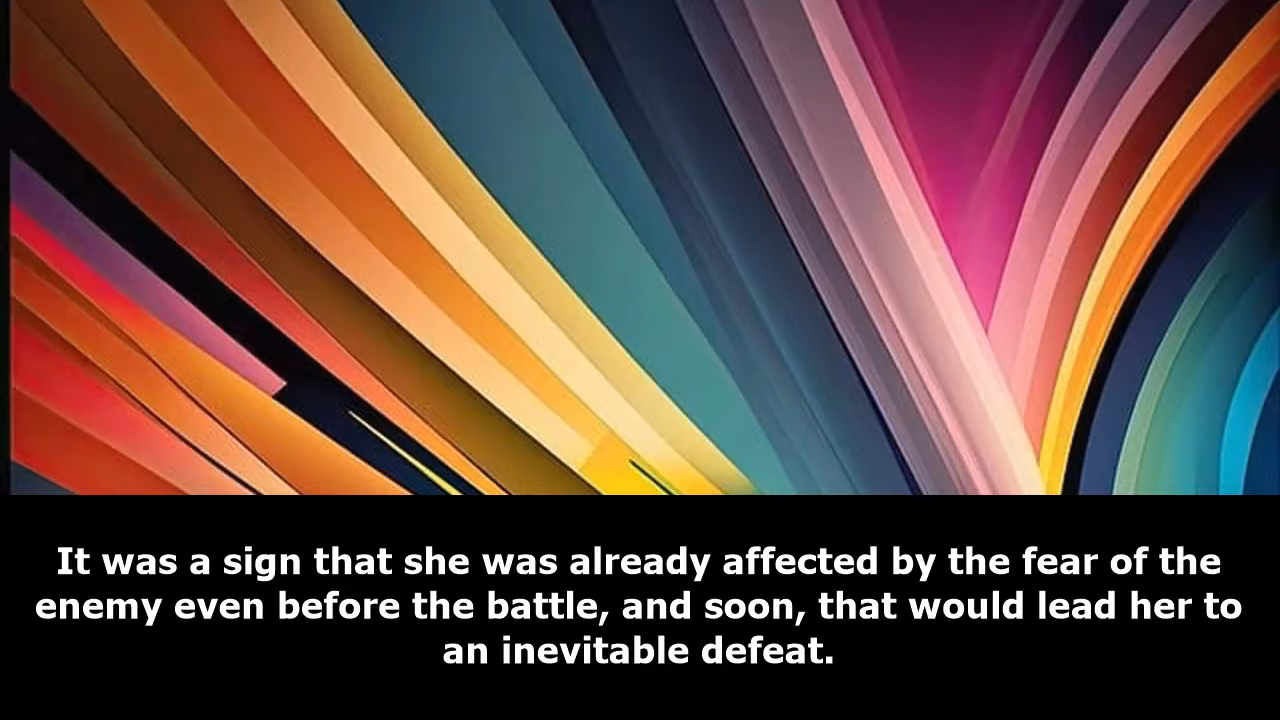 It was a sign that she was already affected by the fear of the
enemy even before the battle, and soon, that would lead her to
an inevitable defeat.